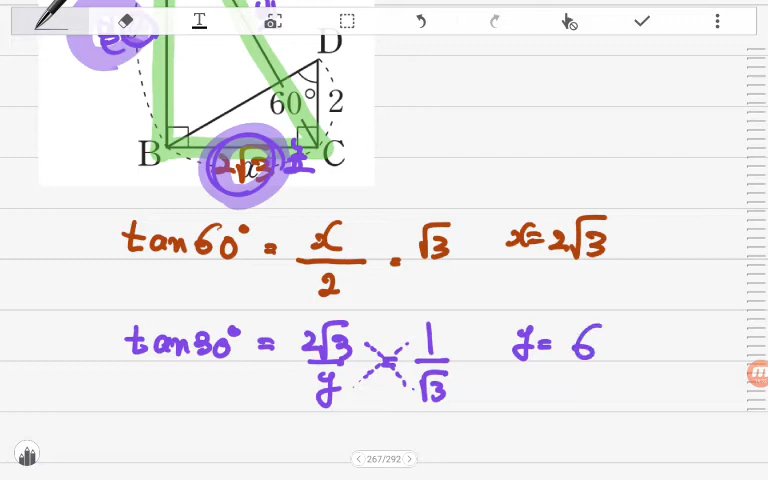 T
D
60° 2
B 2√3 x C
tan 60° = x/2 = √3 x = 2√3
tan 30° = 2√3/y = 1/√3 y = 6
267/292